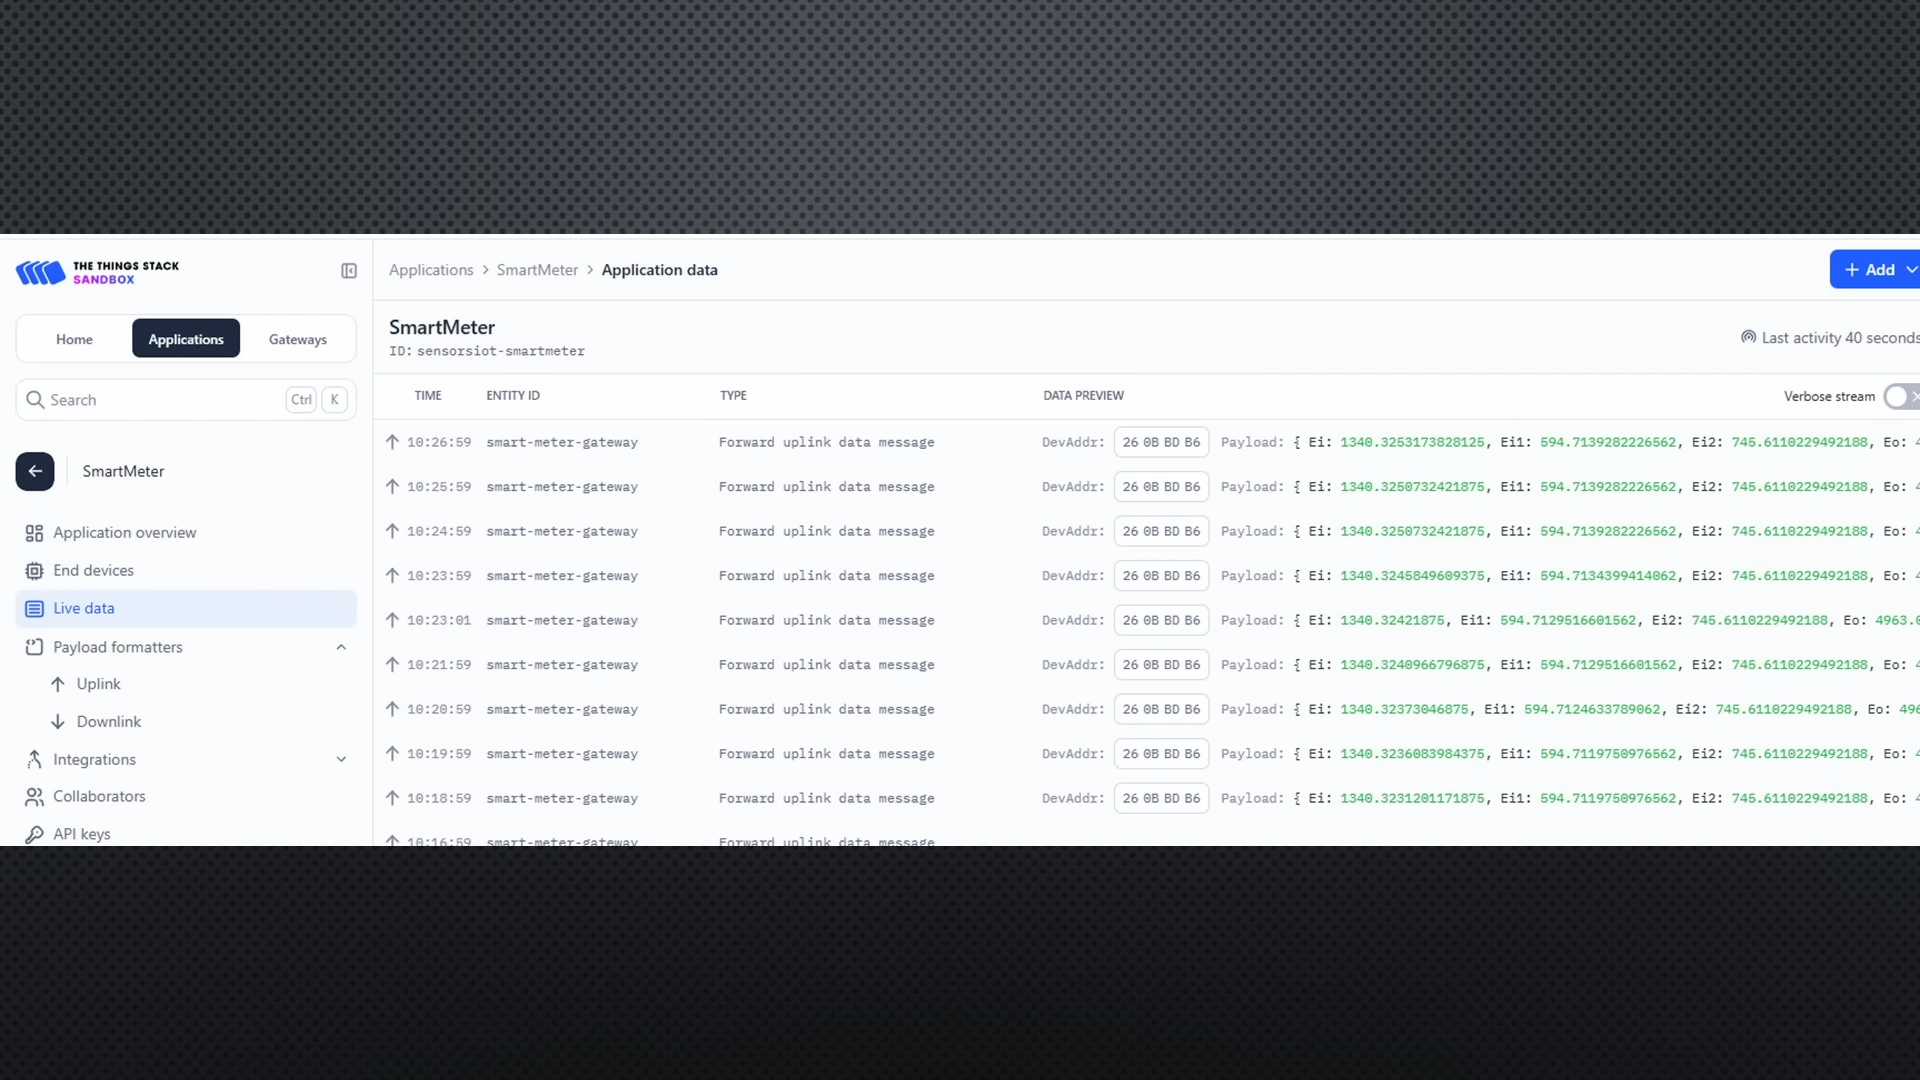 THE THINGS STACK
SANDBOX
Home Applications Gateways
Search Ctrl K
SmartMeter
Application overview
End devices
Live data
Payload formatters
Uplink
Downlink
Integrations
Collaborators
API keys
Applications > SmartMeter > Application data
+ Add
SmartMeter
ID: sensorsiot-smartmeter
Last activity 40 seconds
TIME ENTITY ID TYPE DATA PREVIEW Verbose stream
10:26:59 smart-meter-gateway Forward uplink data message DevAddr: 26 0B BD B6 Payload: { Ei: 1340.3253173828125, Ei1: 594.7139282226562, Ei2: 745.6110229492188, Eo:
10:25:59 smart-meter-gateway Forward uplink data message DevAddr: 26 0B BD B6 Payload: { Ei: 1340.3250732421875, Ei1: 594.7139282226562, Ei2: 745.6110229492188, Eo:
10:24:59 smart-meter-gateway Forward uplink data message DevAddr: 26 0B BD B6 Payload: { Ei: 1340.3250732421875, Ei1: 594.7139282226562, Ei2: 745.6110229492188, Eo:
10:23:59 smart-meter-gateway Forward uplink data message DevAddr: 26 0B BD B6 Payload: { Ei: 1340.3245849609375, Ei1: 594.7134399414062, Ei2: 745.6110229492188, Eo:
10:23:01 smart-meter-gateway Forward uplink data message DevAddr: 26 0B BD B6 Payload: { Ei: 1340.32421875, Ei1: 594.7129516601562, Ei2: 745.6110229492188, Eo: 4963.
10:21:59 smart-meter-gateway Forward uplink data message DevAddr: 26 0B BD B6 Payload: { Ei: 1340.3240966796875, Ei1: 594.7129516601562, Ei2: 745.6110229492188, Eo:
10:20:59 smart-meter-gateway Forward uplink data message DevAddr: 26 0B BD B6 Payload: { Ei: 1340.32373046875, Ei1: 594.7124633789062, Ei2: 745.6110229492188, Eo: 496
10:19:59 smart-meter-gateway Forward uplink data message DevAddr: 26 0B BD B6 Payload: { Ei: 1340.3236083984375, Ei1: 594.7119750976562, Ei2: 745.6110229492188, Eo:
10:18:59 smart-meter-gateway Forward uplink data message DevAddr: 26 0B BD B6 Payload: { Ei: 1340.3231201171875, Ei1: 594.7119750976562, Ei2: 745.6110229492188, Eo:
10:16:59 smart-meter-gateway Forward uplink data message